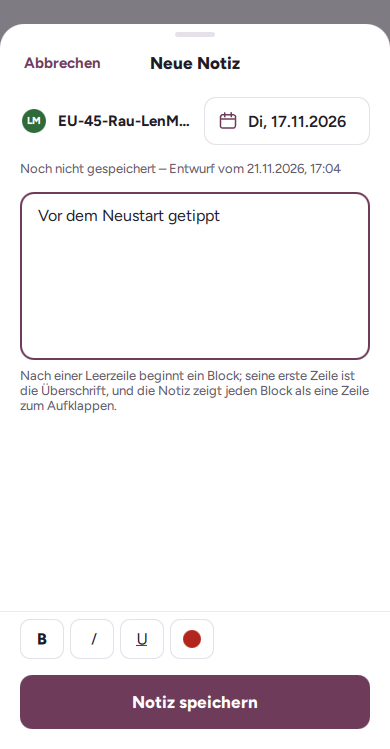 Abbrechen
Neue Notiz
LM
EU-45-Rau-LenM...
Di, 17.11.2026
Noch nicht gespeichert – Entwurf vom 21.11.2026, 17:04
Vor dem Neustart getippt
Nach einer Leerzeile beginnt ein Block; seine erste Zeile ist
die Überschrift, und die Notiz zeigt jeden Block als eine Zeile
zum Aufklappen.
B
I
U
Notiz speichern